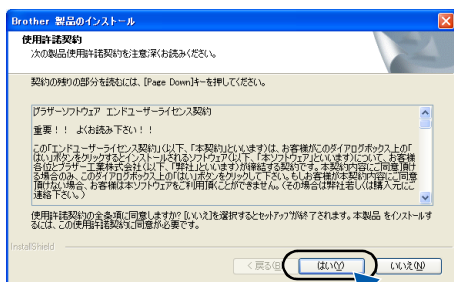 Brother 製品のインストール
使用許諾契約
次の製品使用許諾契約を注意深くお読みください。
契約の残りの部分を読むには、[Page Down]キーを押してください。
ブラザーソフトウェア エンドユーザーライセンス契約
重要！！ よくお読み下さい！！
この「エンドユーザーライセンス契約」（以下、「本契約」といいます）は、お客様がこのダイアログボックス上の「
はい」ボタンをクリックするとインストールされるソフトウェア（以下、「本ソフトウェア」といいます）について、お客様
各位とブラザー工業株式会社（以下、「弊社」といいます）が締結する契約です。本契約内容にご同意頂け
る場合のみ、このダイアログボックス上の「はい」ボタンをクリックして下さい。もしお客様が本契約内容にご同意
頂けない場合、お客様は本ソフトウェアをご利用頂くことができません。（その場合は弊社若しくは購入元にご
連絡下さい。）
使用許諾契約の全条項に同意しますか? [いいえ]を選択するとセットアップが終了されます。本製品 をインストールす
るには、この使用許諾契約に同意が必要です。
InstallShield
< 戻る(B)
はい(Y)
いいえ(N)